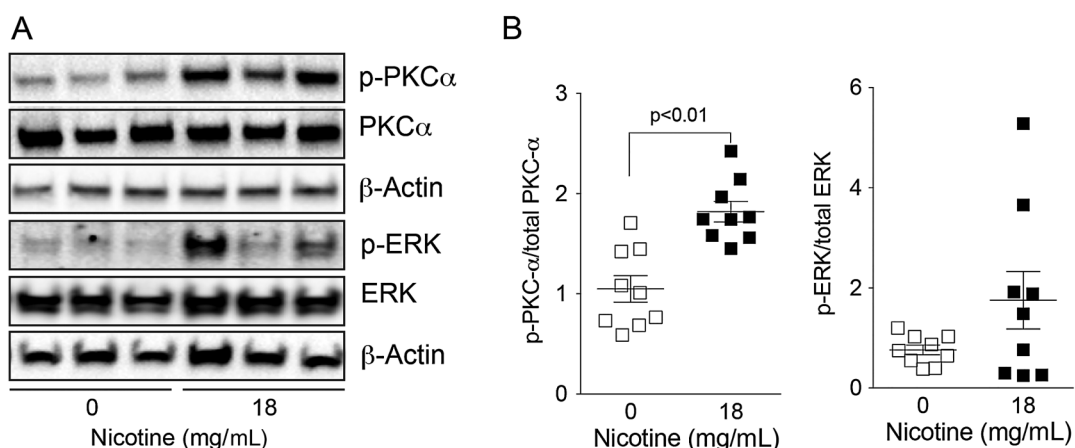 A
p-PKCα
PKCα
β-Actin
p-ERK
ERK
β-Actin
0 18
Nicotine (mg/mL)
B
p-PKC-α/total PKC-α
3
2
1
0
p<0.01
0 18
Nicotine (mg/mL)
p-ERK/total ERK
6
4
2
0
0 18
Nicotine (mg/mL)